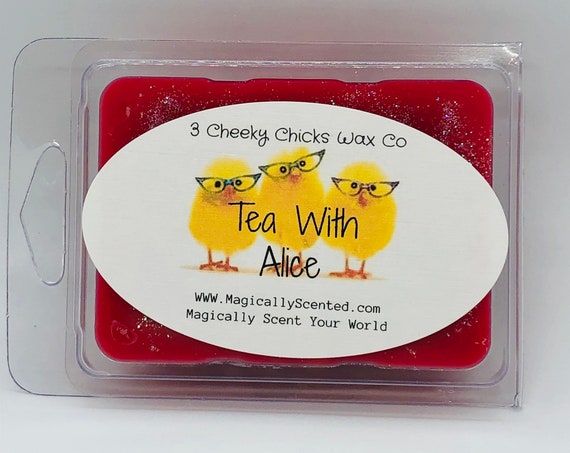 3 Cheeky Chicks Wax Co
Tea With
Alice
WWW.MagicallyScented.com
Magically Scent Your World